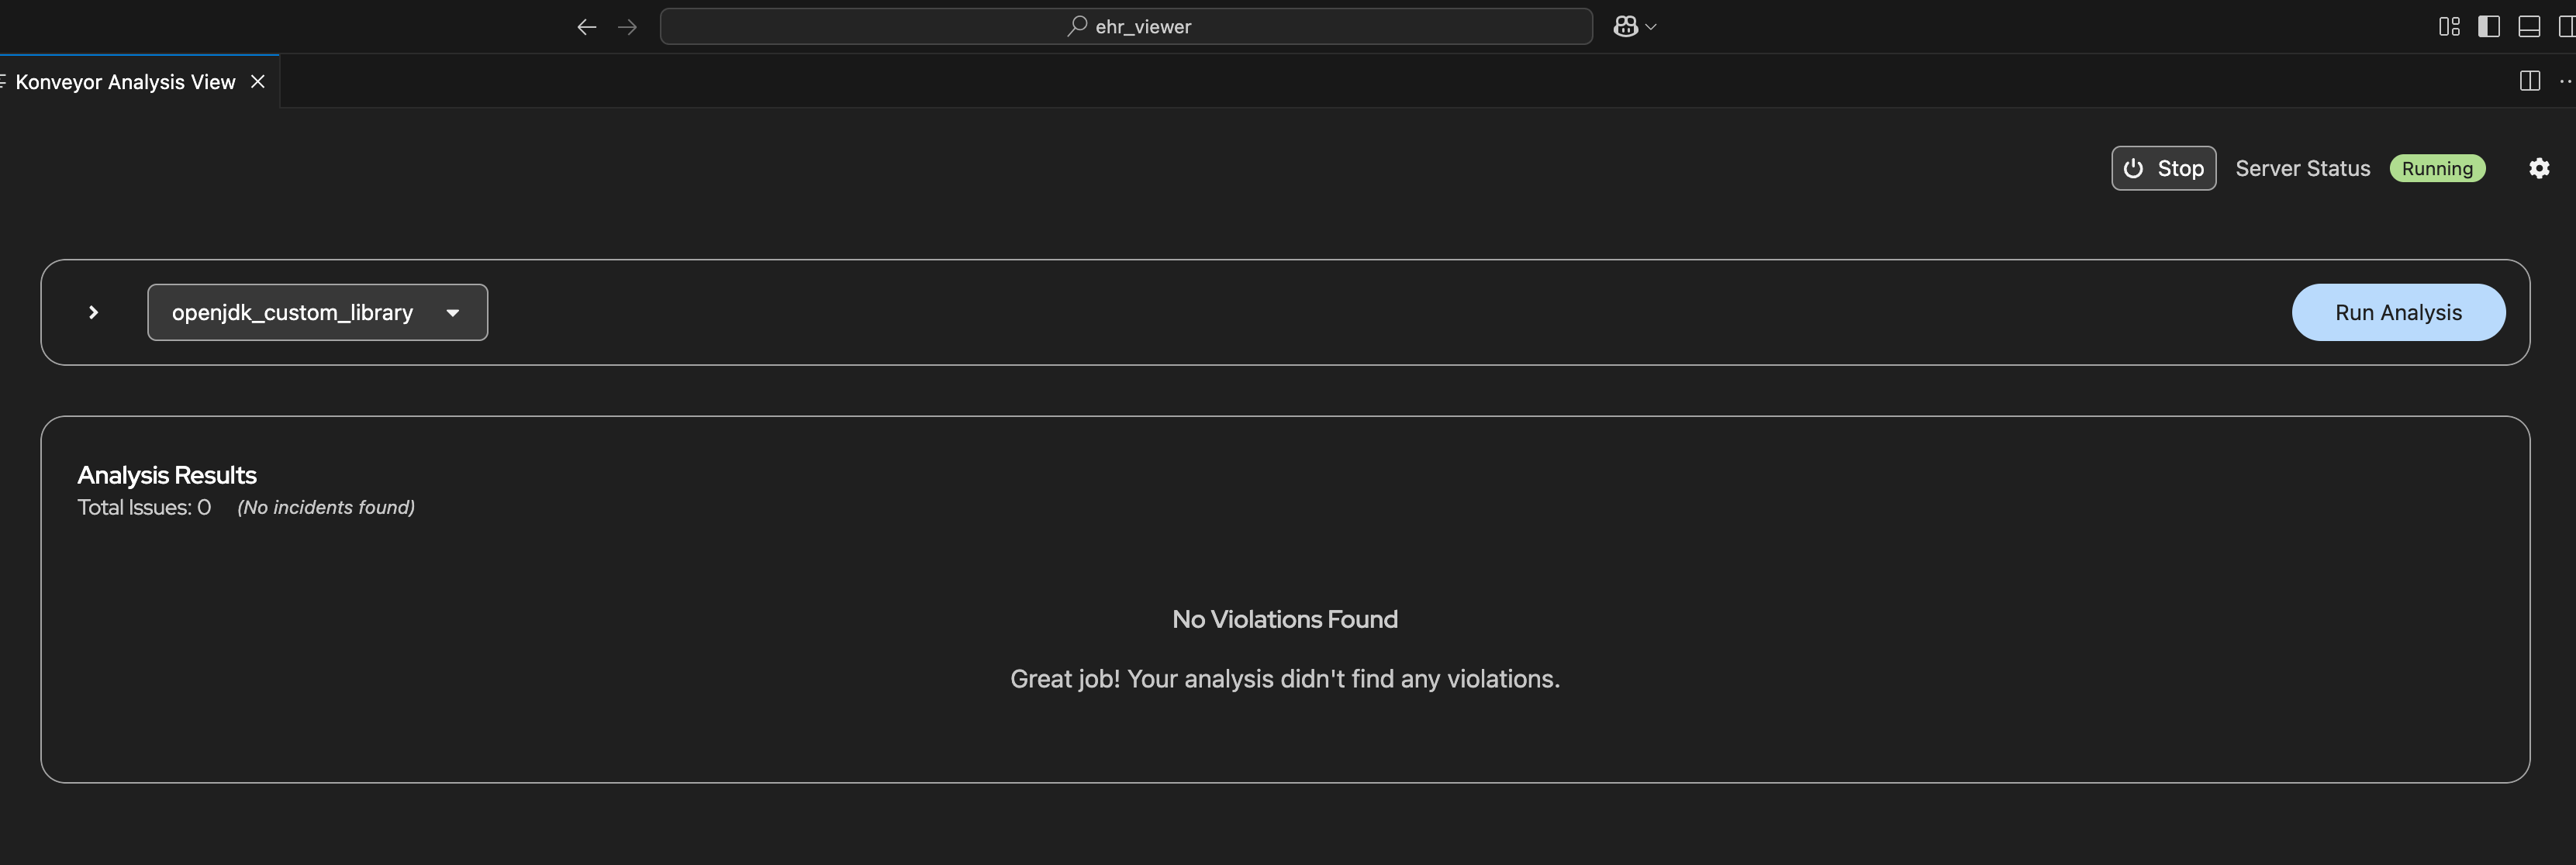 ehr_viewer
Konveyor Analysis View
Stop Server Status Running
openjdk_custom_library
Run Analysis
Analysis Results
Total Issues: 0 (No incidents found)
No Violations Found
Great job! Your analysis didn't find any violations.